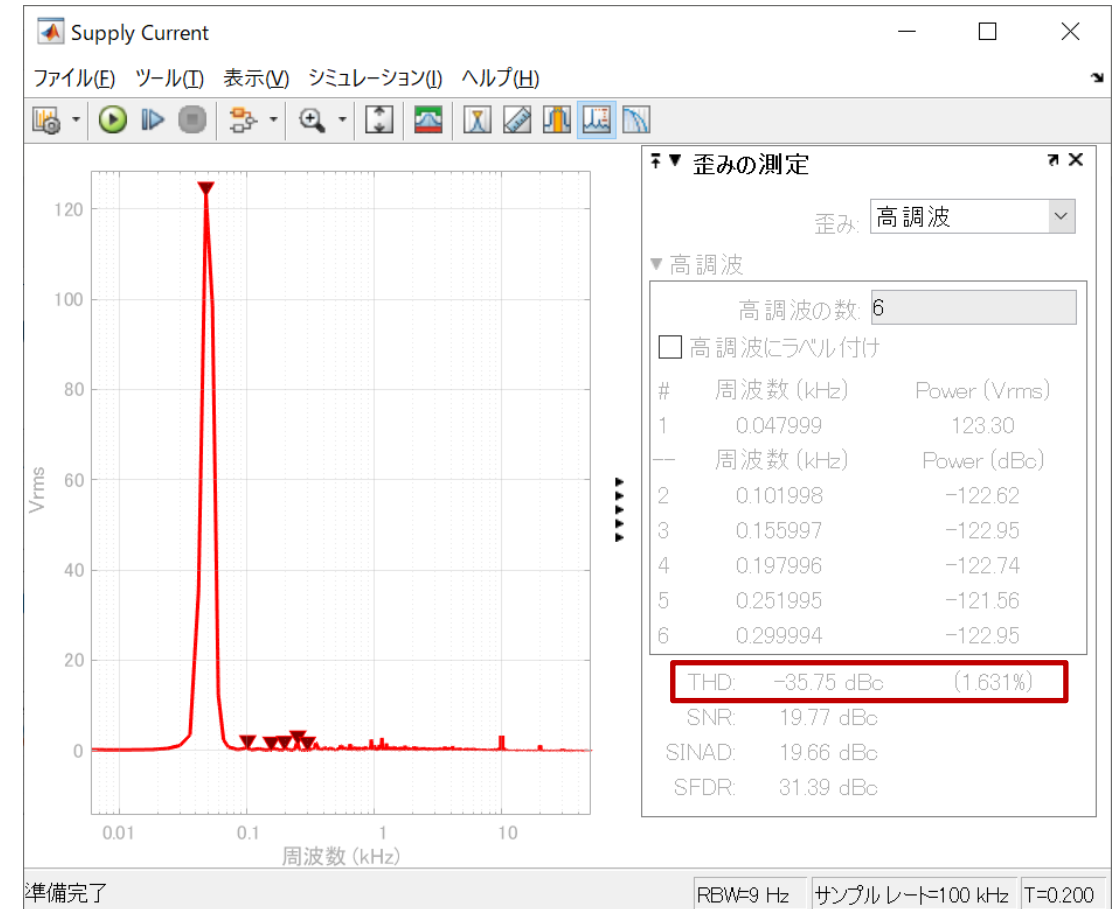 Supply Current
ファイル(F) ツール(T) 表示(V) シミュレーション(I) ヘルプ(H)
歪みの測定
歪み: 高調波
高調波
高調波の数: 6
高調波にラベル付け
# 周波数 (kHz) Power (Vrms)
1 0.047999 123.30
-- 周波数 (kHz) Power (dBc)
2 0.101998 -122.62
3 0.155997 -122.95
4 0.197996 -122.74
5 0.251995 -121.56
6 0.299994 -122.95
THD: -35.75 dBc (1.631%)
SNR: 19.77 dBc
SINAD: 19.66 dBc
SFDR: 31.39 dBc
120
100
80
60
40
20
0
Vrms
0.01 0.1 1 10
周波数 (kHz)
準備完了 RBW=9 Hz サンプル レート=100 kHz T=0.200